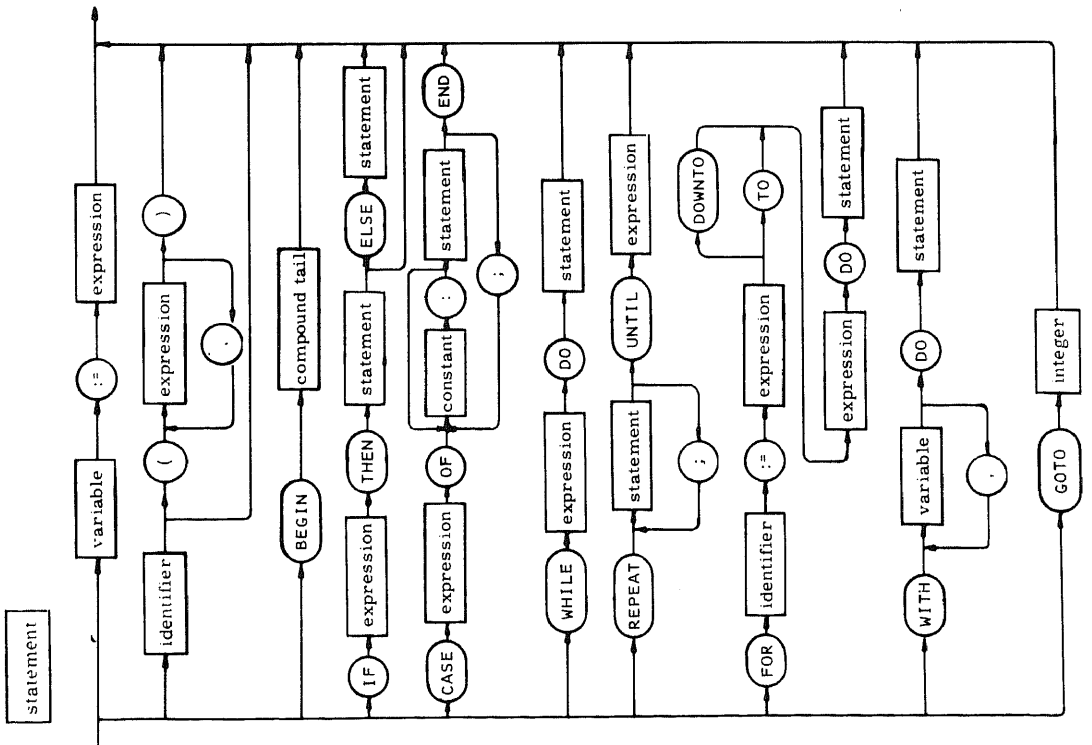 statement
variable
:=
expression
identifier
(
expression
,
)
BEGIN
compound tail
IF
expression
THEN
statement
ELSE
statement
CASE
expression
OF
constant
:
statement
;
END
WHILE
expression
DO
statement
REPEAT
statement
;
UNTIL
expression
FOR
identifier
:=
expression
DOWNTO
TO
expression
DO
statement
WITH
variable
,
DO
statement
GOTO
integer